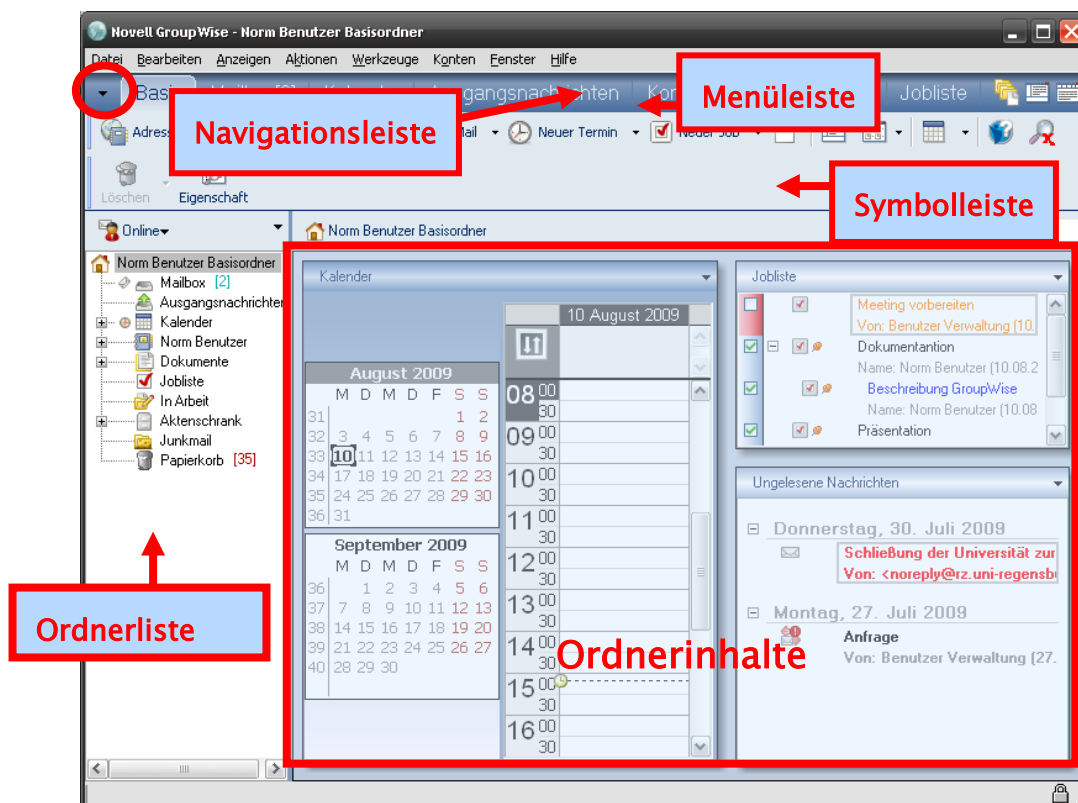 Novell GroupWise - Norm Benutzer Basisordner
Datei Bearbeiten Anzeigen Aktionen Werkzeuge Konten Fenster Hilfe
Navigationsleiste
Menüleiste
Jobliste
Mail Neuer Termin
Löschen Eigenschaft
Symbolleiste
Online
Norm Benutzer Basisordner
Norm Benutzer Basisordner
Mailbox [2]
Ausgangsnachrichten
Kalender
Norm Benutzer
Dokumente
Jobliste
In Arbeit
Aktenschrank
Junkmail
Papierkorb [35]
Ordnerliste
Kalender
August 2009
M D M D F S S
31 1 2
32 3 4 5 6 7 8 9
33 10 11 12 13 14 15 16
34 17 18 19 20 21 22 23
35 24 25 26 27 28 29 30
36 31
September 2009
M D M D F S S
36 1 2 3 4 5 6
37 7 8 9 10 11 12 13
38 14 15 16 17 18 19 20
39 21 22 23 24 25 26 27
40 28 29 30
10 August 2009
08 00
30
09 00
30
10 00
30
11 00
30
12 00
30
13 00
30
14 00
30
15 00
30
16 00
30
Ordnerinhalte
Jobliste
Meeting vorbereiten
Von: Benutzer Verwaltung (10.
Dokumentantion
Name: Norm Benutzer (10.08.2
Beschreibung GroupWise
Name: Norm Benutzer (10.08
Präsentation
Ungelesene Nachrichten
Donnerstag, 30. Juli 2009
Schließung der Universität zur
Von: <noreply@rz.uni-regensb
Montag, 27. Juli 2009
Anfrage
Von: Benutzer Verwaltung (27.